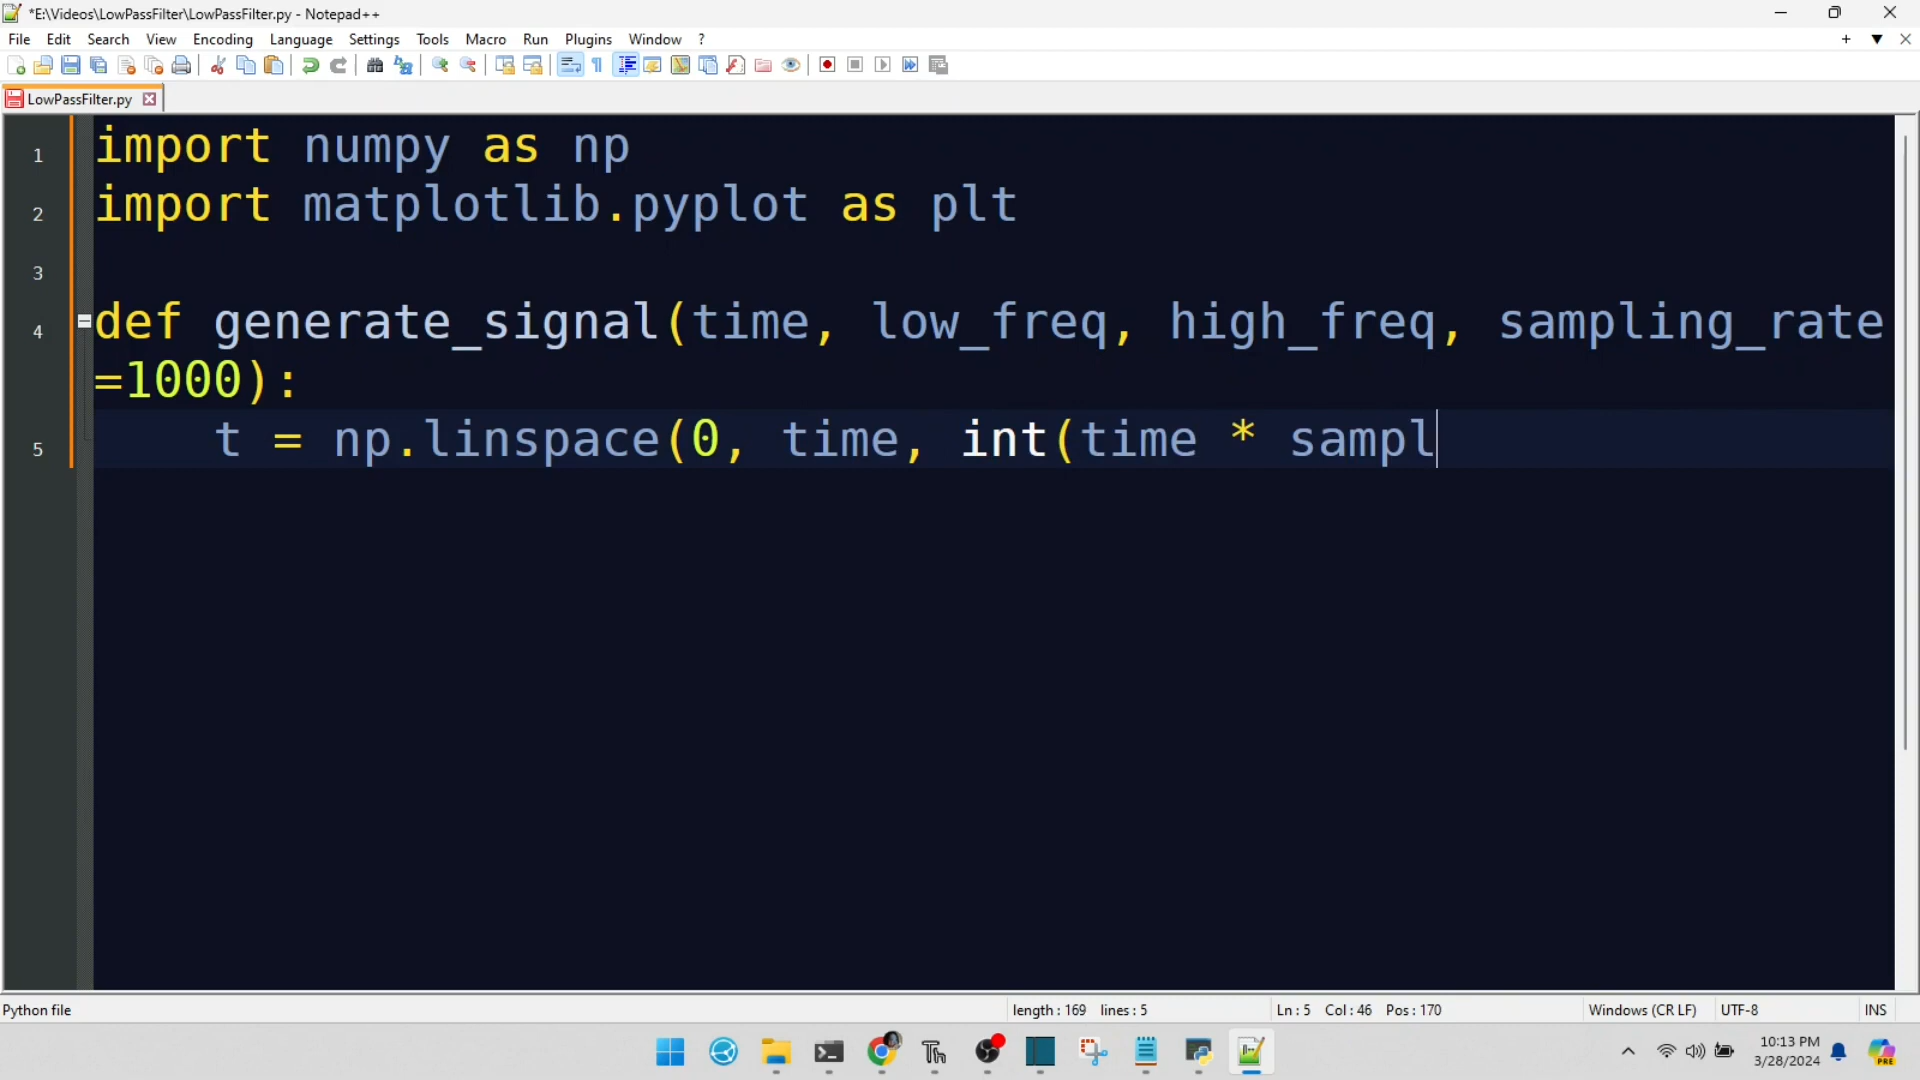 *E:\Videos\LowPassFilter\LowPassFilter.py - Notepad++
File Edit Search View Encoding Language Settings Tools Macro Run Plugins Window ?
LowPassFilter.py
1 import numpy as np
2 import matplotlib.pyplot as plt
3
4 def generate_signal(time, low_freq, high_freq, sampling_rate
=1000):
5 t = np.linspace(0, time, int(time * sampl
Python file length : 169 lines : 5 Ln : 5 Col : 46 Pos : 170 Windows (CR LF) UTF-8 INS
10:13 PM
3/28/2024
PRE